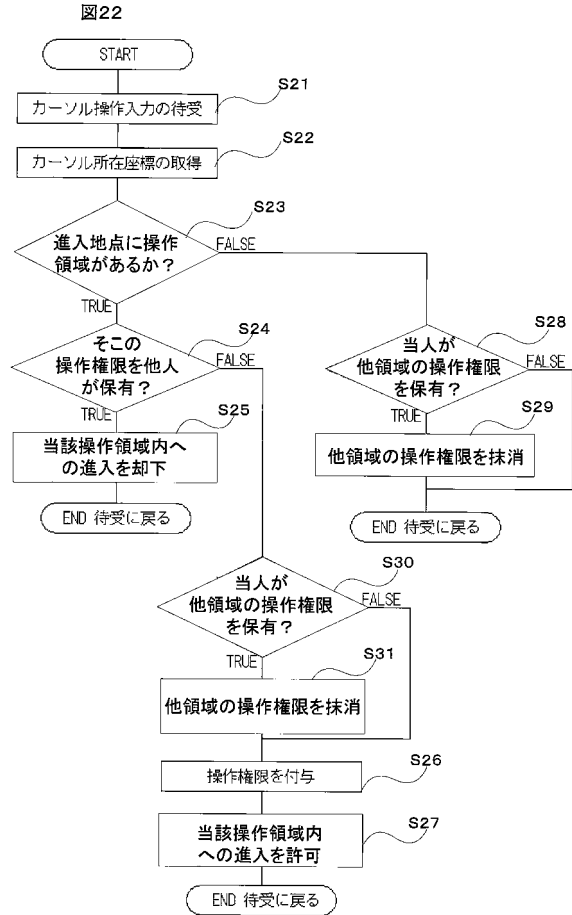 図22
START
S21
カーソル操作入力の待受
S22
カーソル所在座標の取得
S23
進入地点に操作
領域があるか？
FALSE
TRUE
S24
そこの
操作権限を他人
が保有？
FALSE
TRUE
S25
当該操作領域内へ
の進入を却下
END 待受に戻る
S28
当人が
他領域の操作権限
を保有？
FALSE
TRUE
S29
他領域の操作権限を抹消
END 待受に戻る
S30
当人が
他領域の操作権限
を保有？
FALSE
TRUE
S31
他領域の操作権限を抹消
S26
操作権限を付与
S27
当該操作領域内
への進入を許可
END 待受に戻る